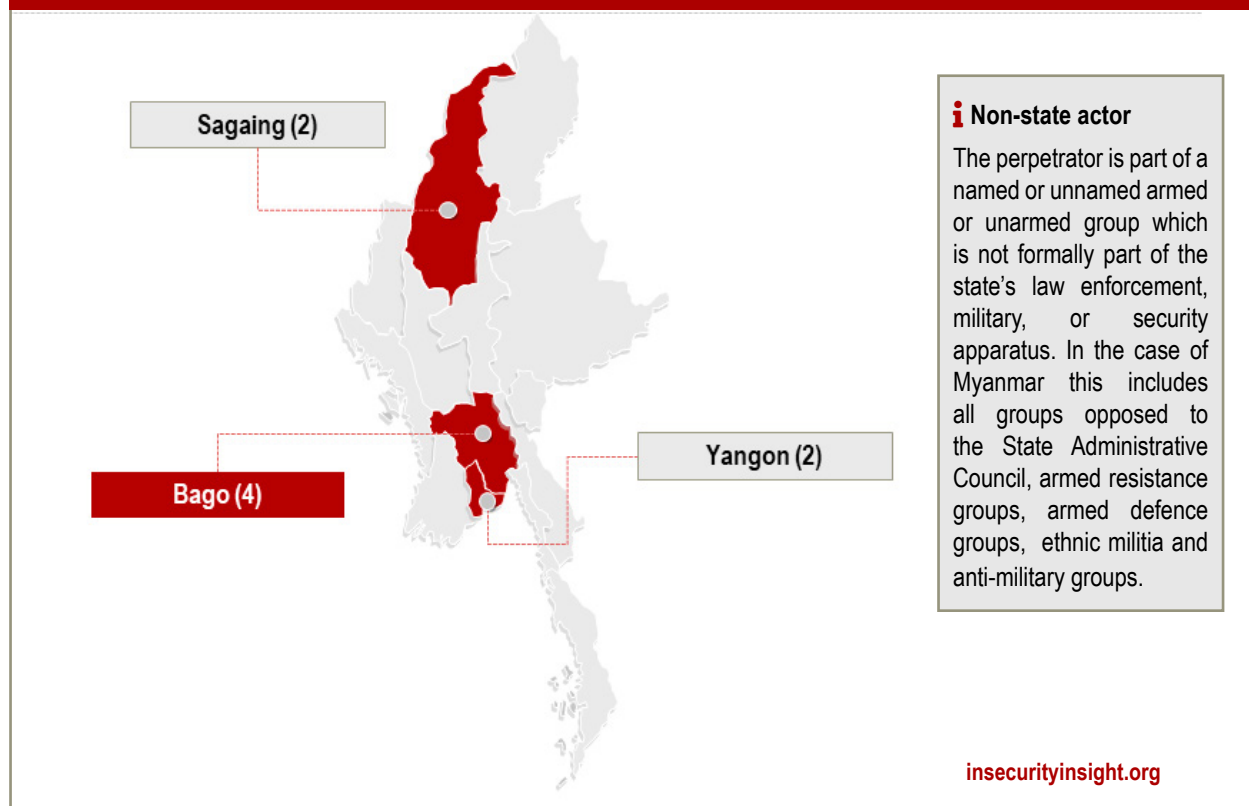 Sagaing (2)
Bago (4)
Yangon (2)
i Non-state actor
The perpetrator is part of a
named or unnamed armed
or unarmed group which
is not formally part of the
state’s law enforcement,
military, or security
apparatus. In the case of
Myanmar this includes
all groups opposed to
the State Administrative
Council, armed resistance
groups, armed defence
groups, ethnic militia and
anti-military groups.
insecurityinsight.org